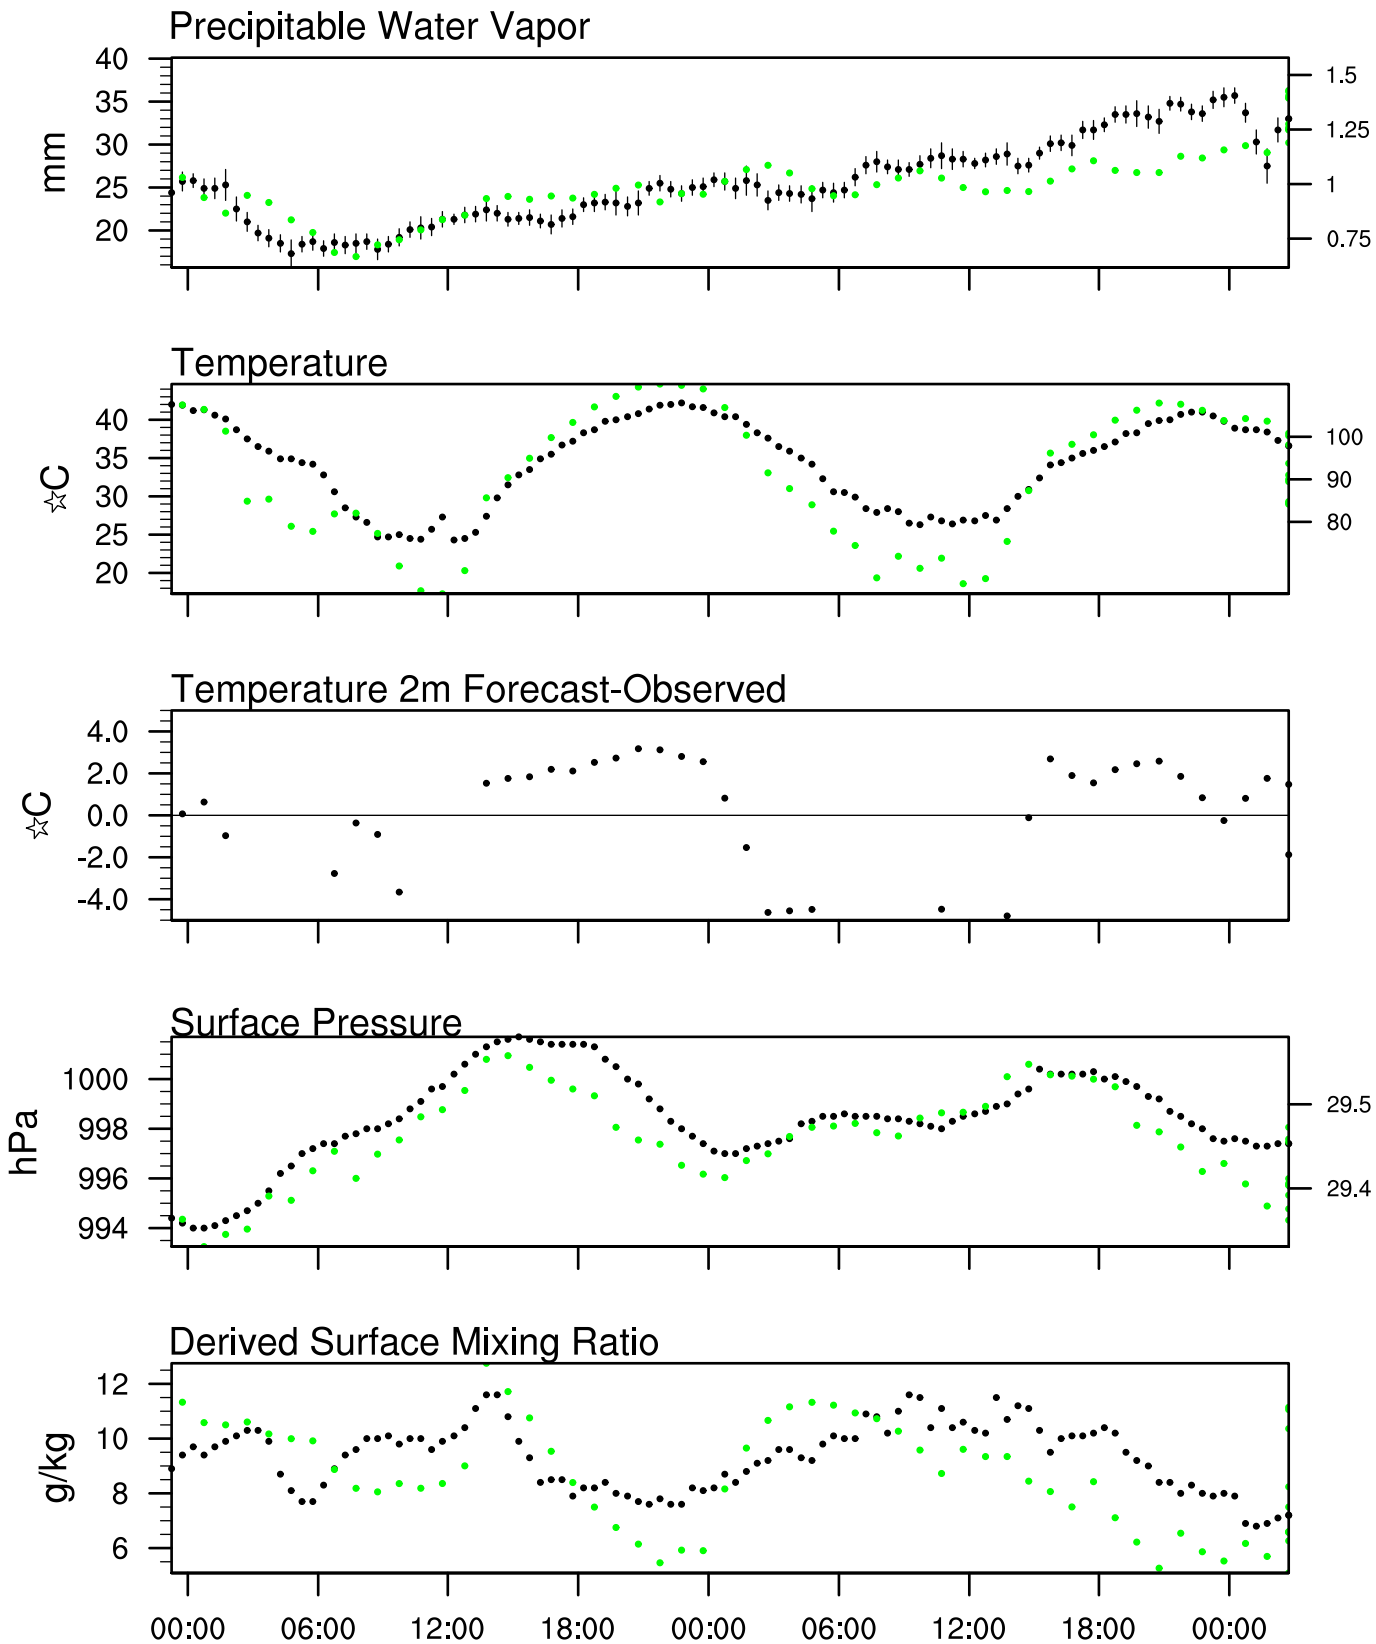 Precipitable Water Vapor
40
35
30
25
20
mm
1.5
1.25
1
0.75
Temperature
40
35
30
25
20
☆C
100
90
80
Temperature 2m Forecast-Observed
4.0
2.0
0.0
-2.0
-4.0
☆C
Surface Pressure
1000
998
996
994
hPa
29.5
29.4
Derived Surface Mixing Ratio
12
10
8
6
g/kg
00:00 06:00 12:00 18:00 00:00 06:00 12:00 18:00 00:00